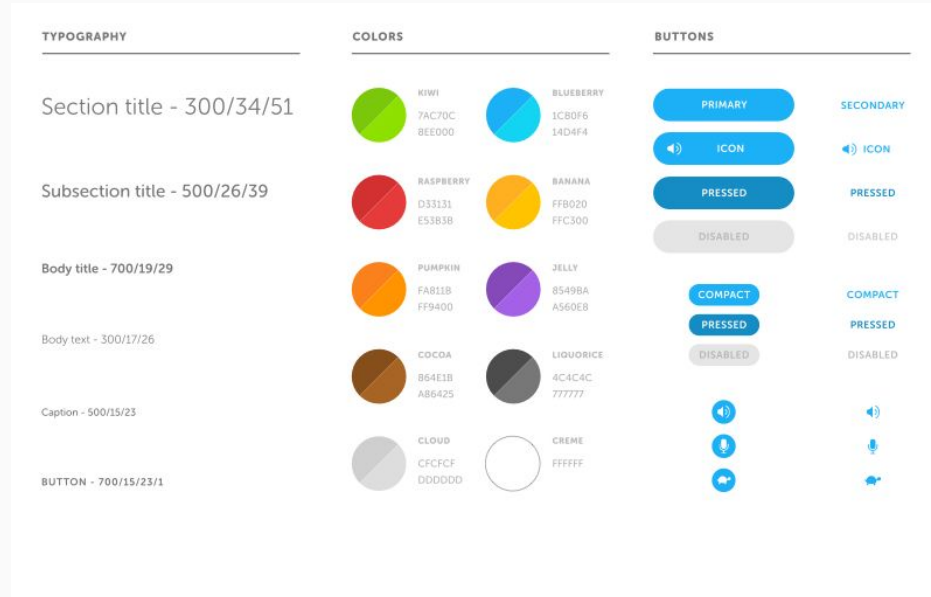 TYPOGRAPHY
Section title - 300/34/51
Subsection title - 500/26/39
Body title - 700/19/29
Body text - 300/17/26
Caption - 500/15/23
BUTTON - 700/15/23/1
COLORS
KIWI
7AC70C
8EE000
BLUEBERRY
1CB0F6
14D4F4
RASPBERRY
D33131
E53B3B
BANANA
FFB020
FFC300
PUMPKIN
FA811B
FF9400
JELLY
8549BA
A560E8
COCOA
864E1B
A86425
LIQUORICE
4C4C4C
777777
CLOUD
CFCFCF
DDDDDD
CREME
FFFFFF
BUTTONS
PRIMARY
SECONDARY
ICON
ICON
PRESSED
PRESSED
DISABLED
DISABLED
COMPACT
COMPACT
PRESSED
PRESSED
DISABLED
DISABLED